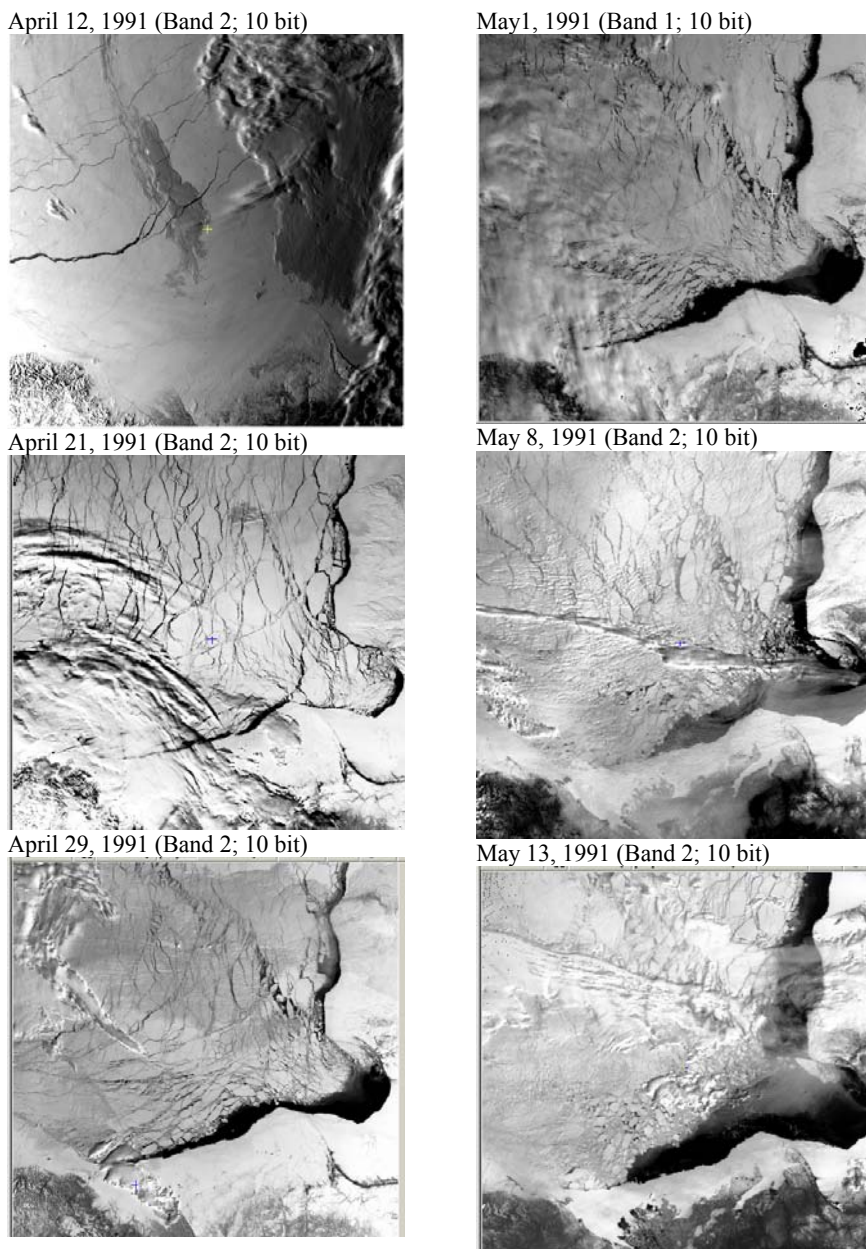 April 12, 1991 (Band 2; 10 bit)
May1, 1991 (Band 1; 10 bit)
April 21, 1991 (Band 2; 10 bit)
May 8, 1991 (Band 2; 10 bit)
April 29, 1991 (Band 2; 10 bit)
May 13, 1991 (Band 2; 10 bit)